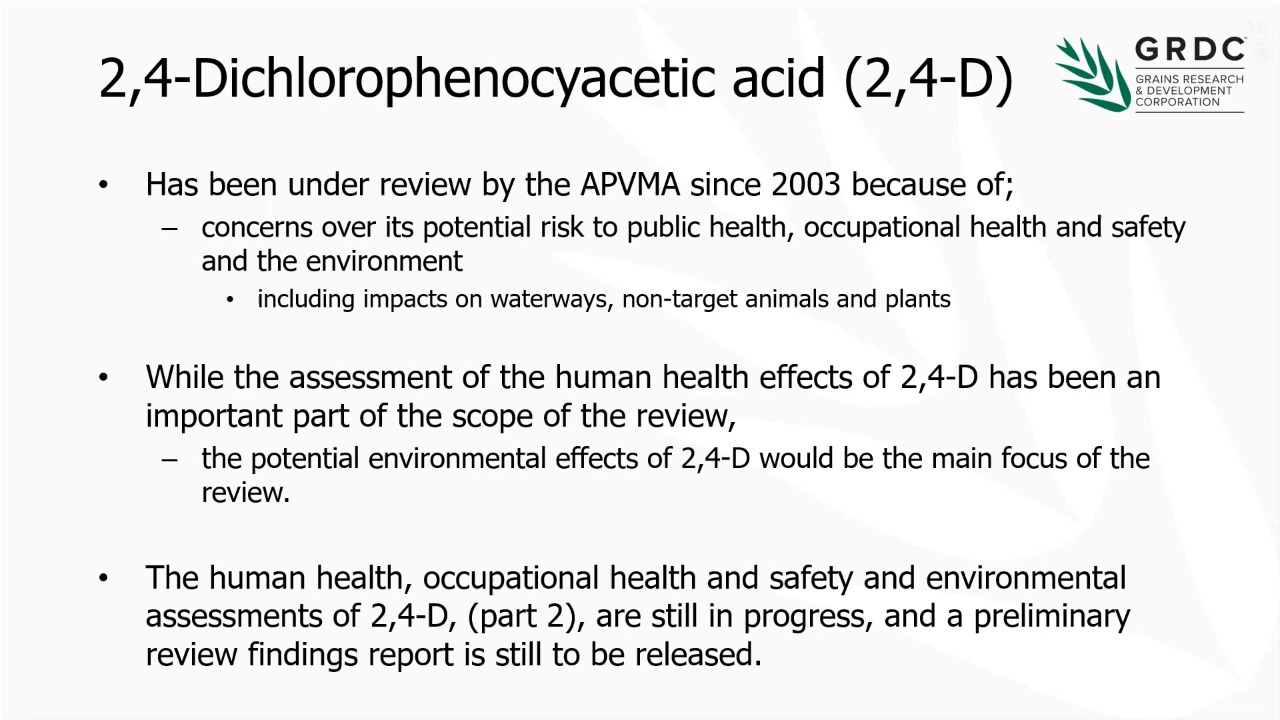 2,4-Dichlorophenocyacetic acid (2,4-D)
GRDC™
GRAINS RESEARCH
& DEVELOPMENT
CORPORATION
• Has been under review by the APVMA since 2003 because of;
– concerns over its potential risk to public health, occupational health and safety
and the environment
• including impacts on waterways, non-target animals and plants
• While the assessment of the human health effects of 2,4-D has been an
important part of the scope of the review,
– the potential environmental effects of 2,4-D would be the main focus of the
review.
• The human health, occupational health and safety and environmental
assessments of 2,4-D, (part 2), are still in progress, and a preliminary
review findings report is still to be released.